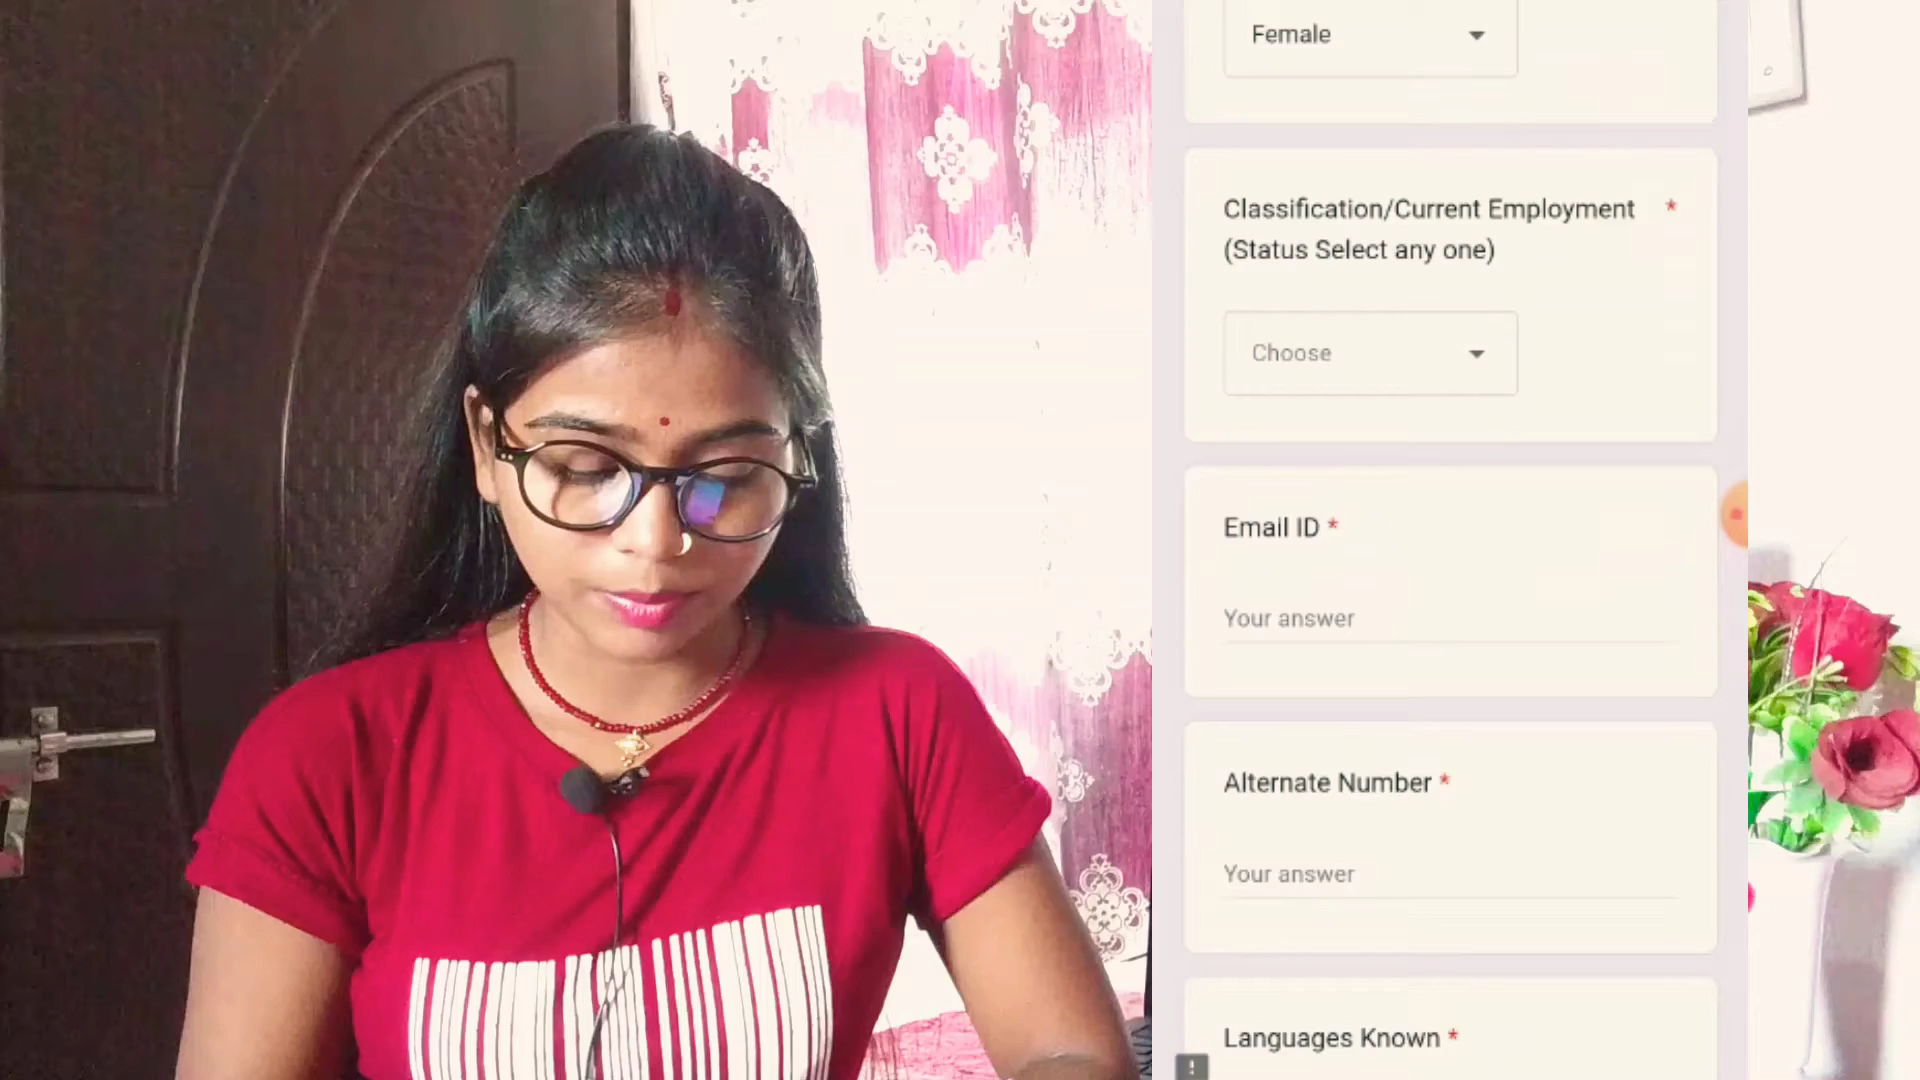 Female
Classification/Current Employment *
(Status Select any one)
Choose
Email ID *
Your answer
Alternate Number *
Your answer
Languages Known *
!